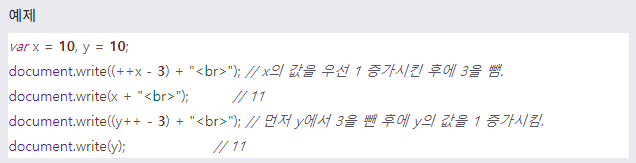 예제
var x = 10, y = 10;
document.write((++x - 3) + "<br>"); // x의 값을 우선 1 증가시킨 후에 3을 뺌.
document.write(x + "<br>"); // 11
document.write((y++ - 3) + "<br>"); // 먼저 y에서 3을 뺀 후에 y의 값을 1 증가시킴.
document.write(y); // 11